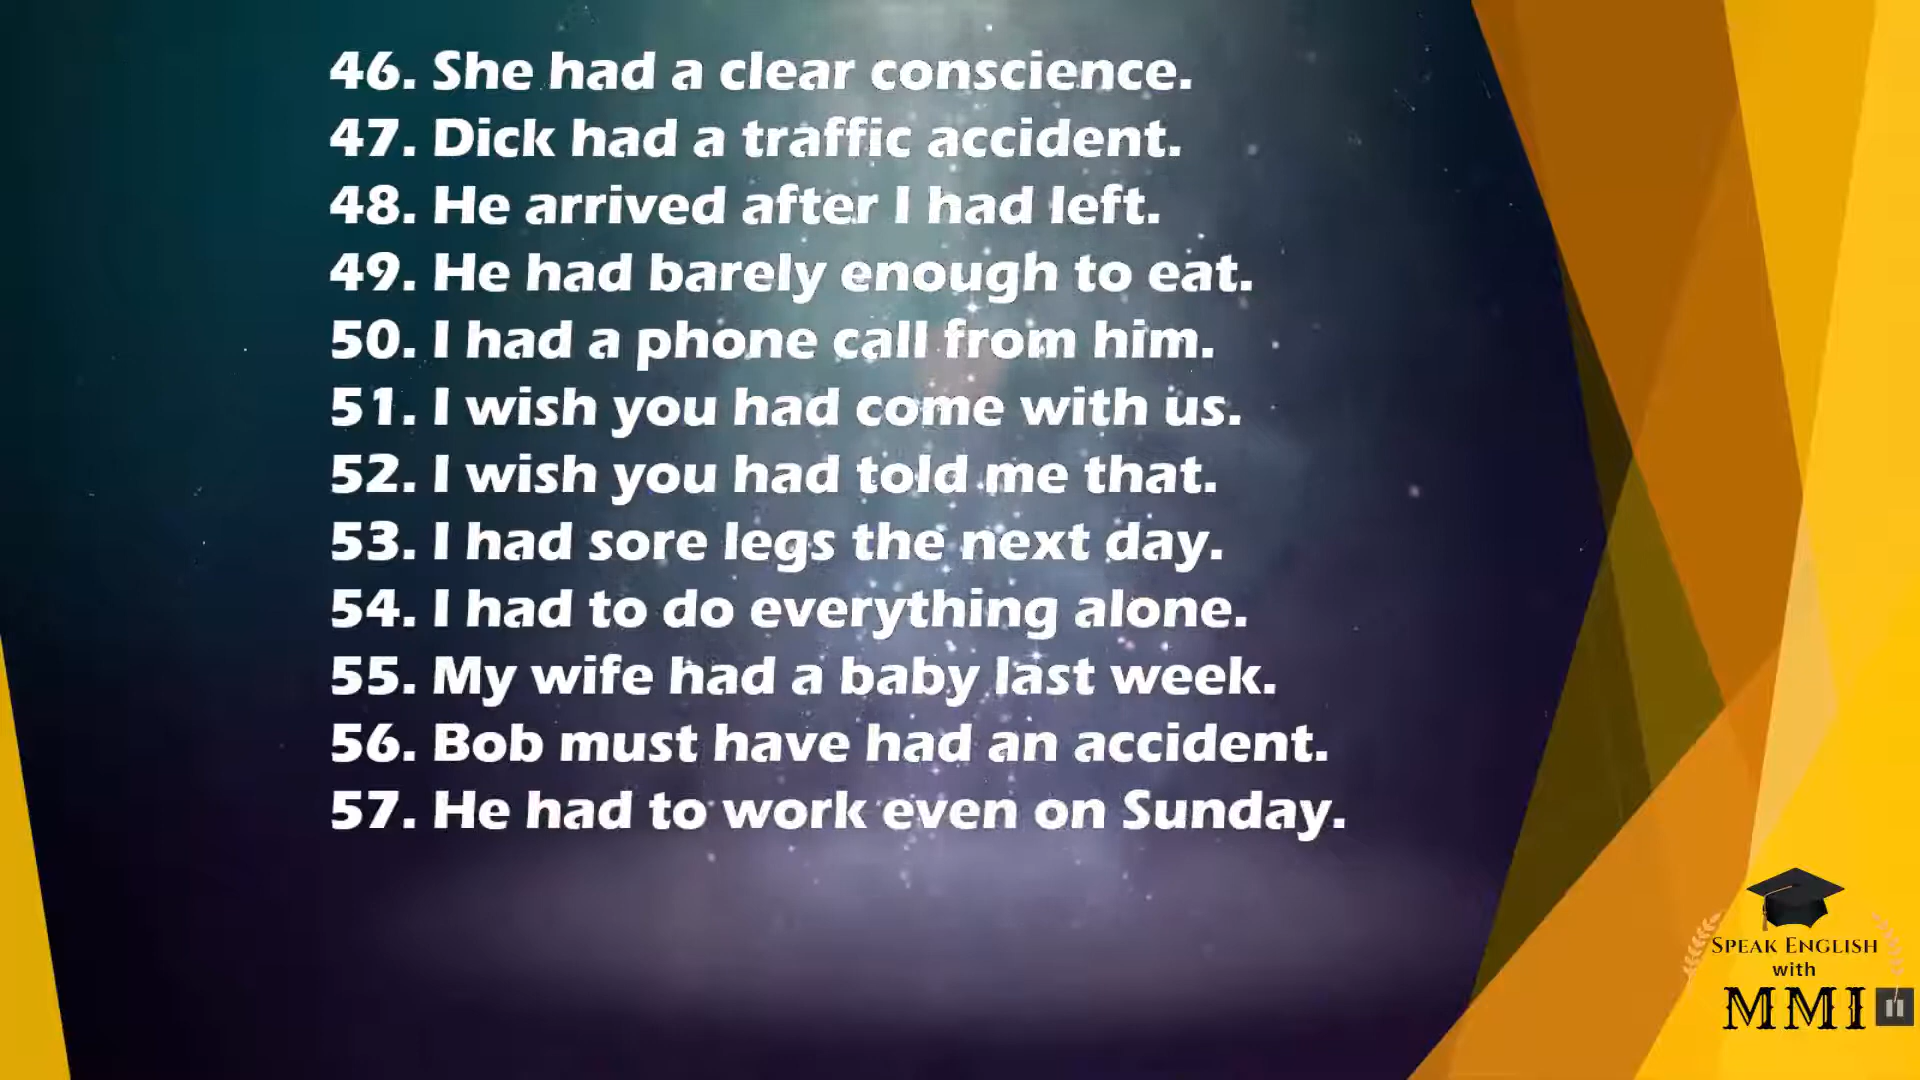 46. She had a clear conscience.
47. Dick had a traffic accident.
48. He arrived after I had left.
49. He had barely enough to eat.
50. I had a phone call from him.
51. I wish you had come with us.
52. I wish you had told me that.
53. I had sore legs the next day.
54. I had to do everything alone.
55. My wife had a baby last week.
56. Bob must have had an accident.
57. He had to work even on Sunday.
SPEAK ENGLISH
with
MMI